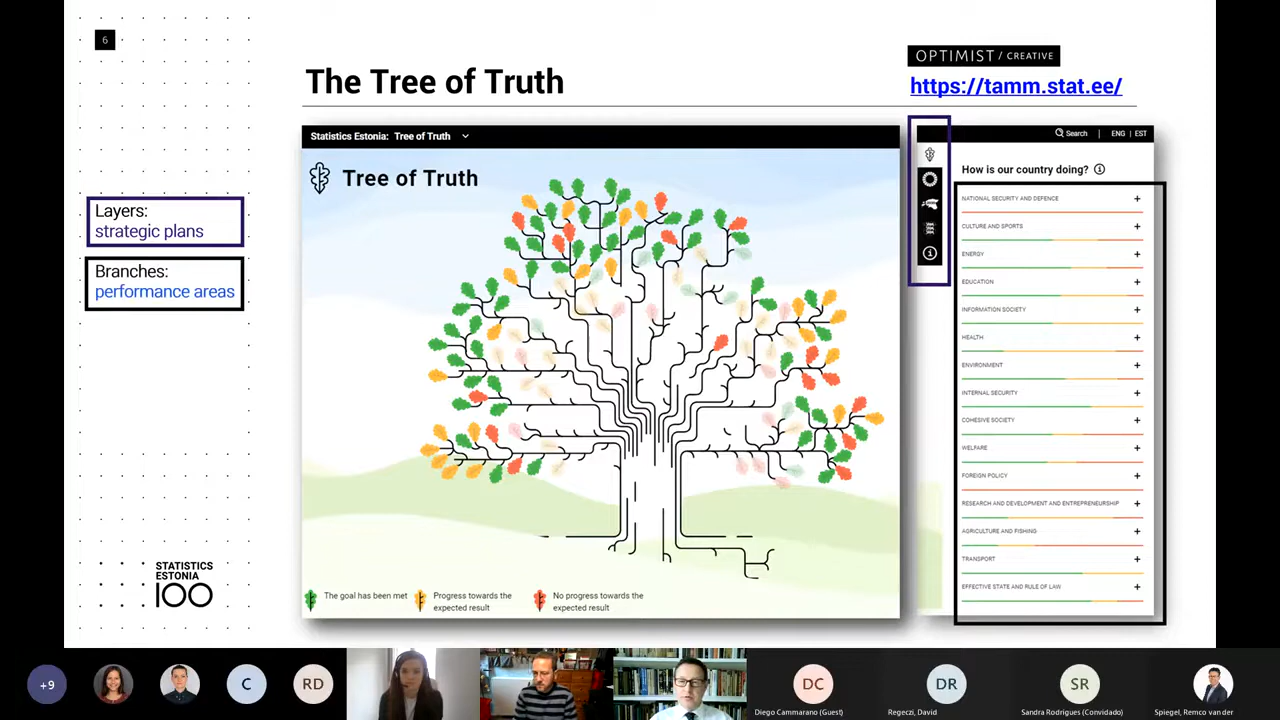 6
The Tree of Truth
OPTIMIST / CREATIVE
https://tamm.stat.ee/
Layers:
strategic plans
Branches:
performance areas
Statistics Estonia: Tree of Truth
Tree of Truth
The goal has been met
Progress towards the
expected result
No progress towards the
expected result
Search | ENG | EST
How is our country doing?
NATIONAL SECURITY AND DEFENCE
CULTURE AND SPORTS
ENERGY
EDUCATION
INFORMATION SOCIETY
HEALTH
ENVIRONMENT
INTERNAL SECURITY
COHESIVE SOCIETY
WELFARE
FOREIGN POLICY
RESEARCH AND DEVELOPMENT AND ENTREPRENEURSHIP
AGRICULTURE AND FISHING
TRANSPORT
EFFECTIVE STATE AND RULE OF LAW
STATISTICS
ESTONIA
100
+9
C
RD
DC
DR
SR
Diego Cammarano (Guest)
Regeczi, David
Sandra Rodrigues (Convidado)
Spiegel, Remco van der